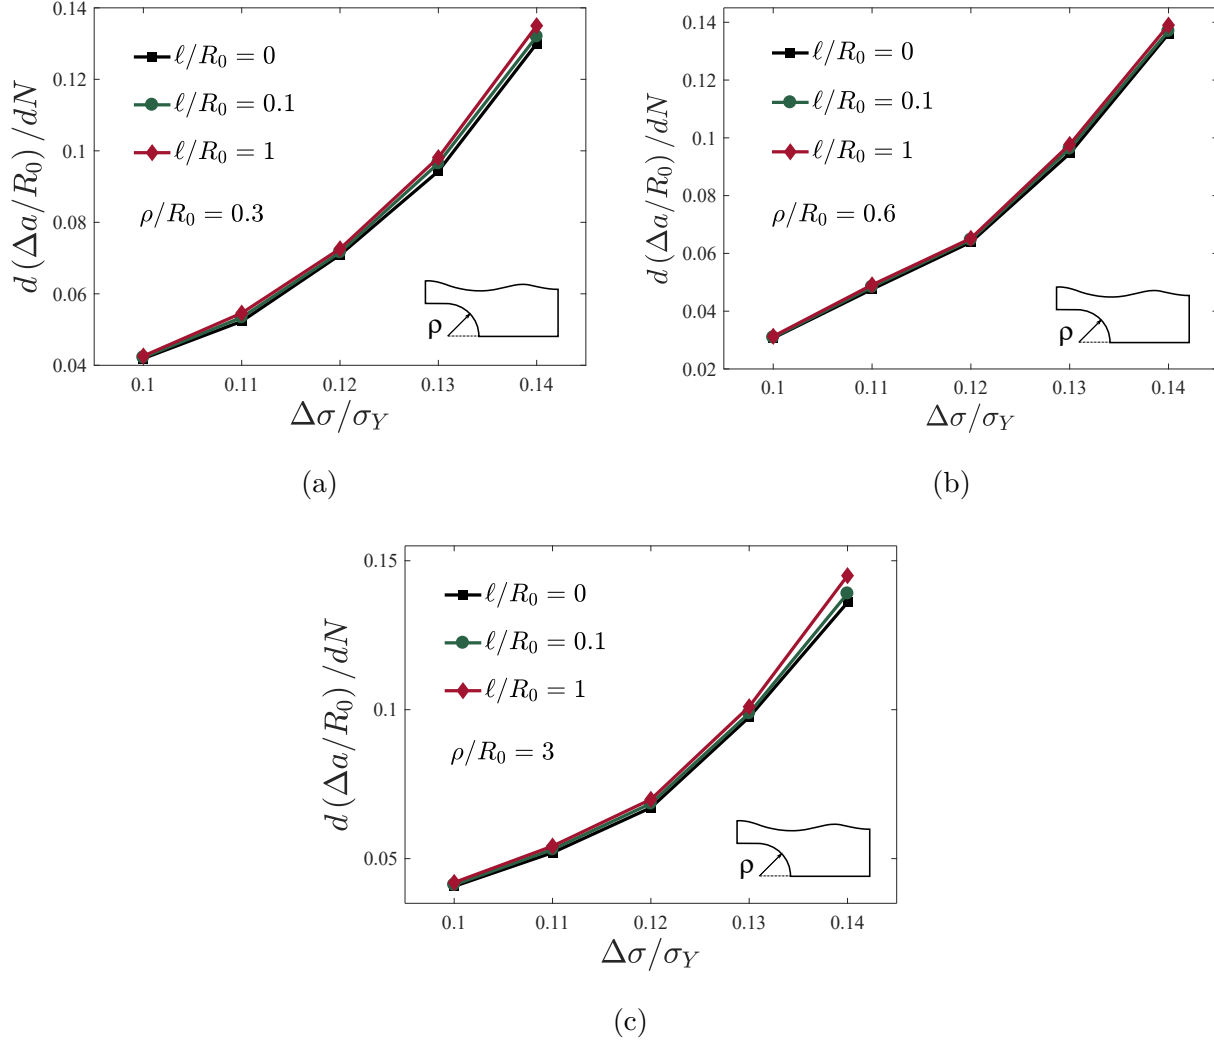 d (Δa/R₀) /dN
0.14
0.12
0.1
0.08
0.06
0.04
ℓ/R₀ = 0
ℓ/R₀ = 0.1
ℓ/R₀ = 1
ρ/R₀ = 0.3
ρ
0.1 0.11 0.12 0.13 0.14
Δσ/σ_Y
(a)
d (Δa/R₀) /dN
0.14
0.12
0.1
0.08
0.06
0.04
0.02
ℓ/R₀ = 0
ℓ/R₀ = 0.1
ℓ/R₀ = 1
ρ/R₀ = 0.6
ρ
0.1 0.11 0.12 0.13 0.14
Δσ/σ_Y
(b)
d (Δa/R₀) /dN
0.15
0.1
0.05
ℓ/R₀ = 0
ℓ/R₀ = 0.1
ℓ/R₀ = 1
ρ/R₀ = 3
ρ
0.1 0.11 0.12 0.13 0.14
Δσ/σ_Y
(c)